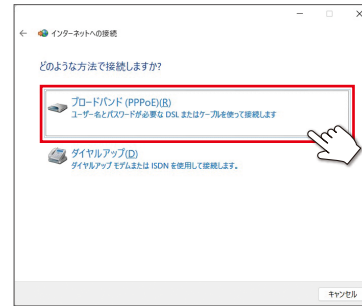 インターネットへの接続
どのような方法で接続しますか?
ブロードバンド (PPPoE)(R)
ユーザー名とパスワードが必要な DSL またはケーブルを使って接続します
ダイヤルアップ(D)
ダイヤルアップ モデムまたは ISDN を使用して接続します。
キャンセル